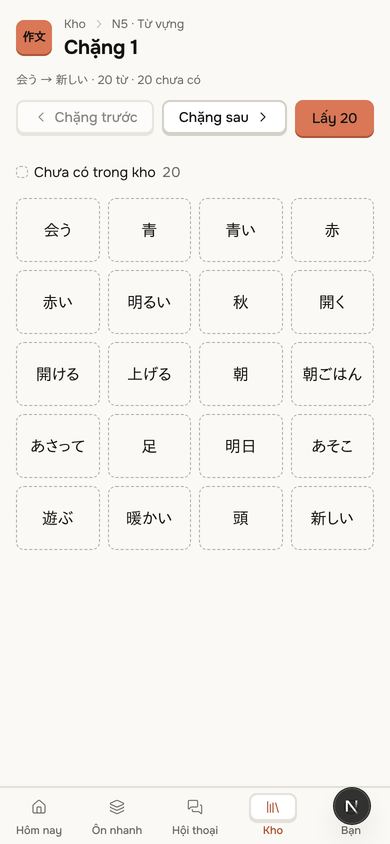 作文
Kho > N5 · Từ vựng
Chặng 1
会う → 新しい · 20 từ · 20 chưa có
< Chặng trước
Chặng sau >
Lấy 20
Chưa có trong kho 20
会う 青 青い 赤
赤い 明るい 秋 開く
開ける 上げる 朝 朝ごはん
あさって 足 明日 あそこ
遊ぶ 暖かい 頭 新しい
N
Hôm nay Ôn nhanh Hội thoại Kho Bạn